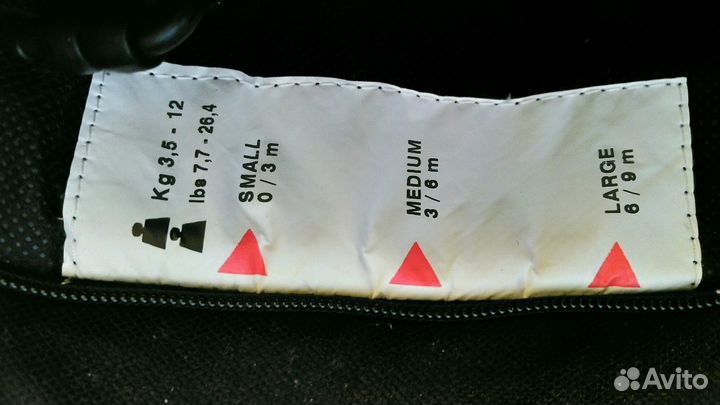 Kg 3,5 - 12
lbs 7,7 - 26,4
SMALL
0 / 3 m
MEDIUM
3 / 6 m
LARGE
6 / 9 m
Avito